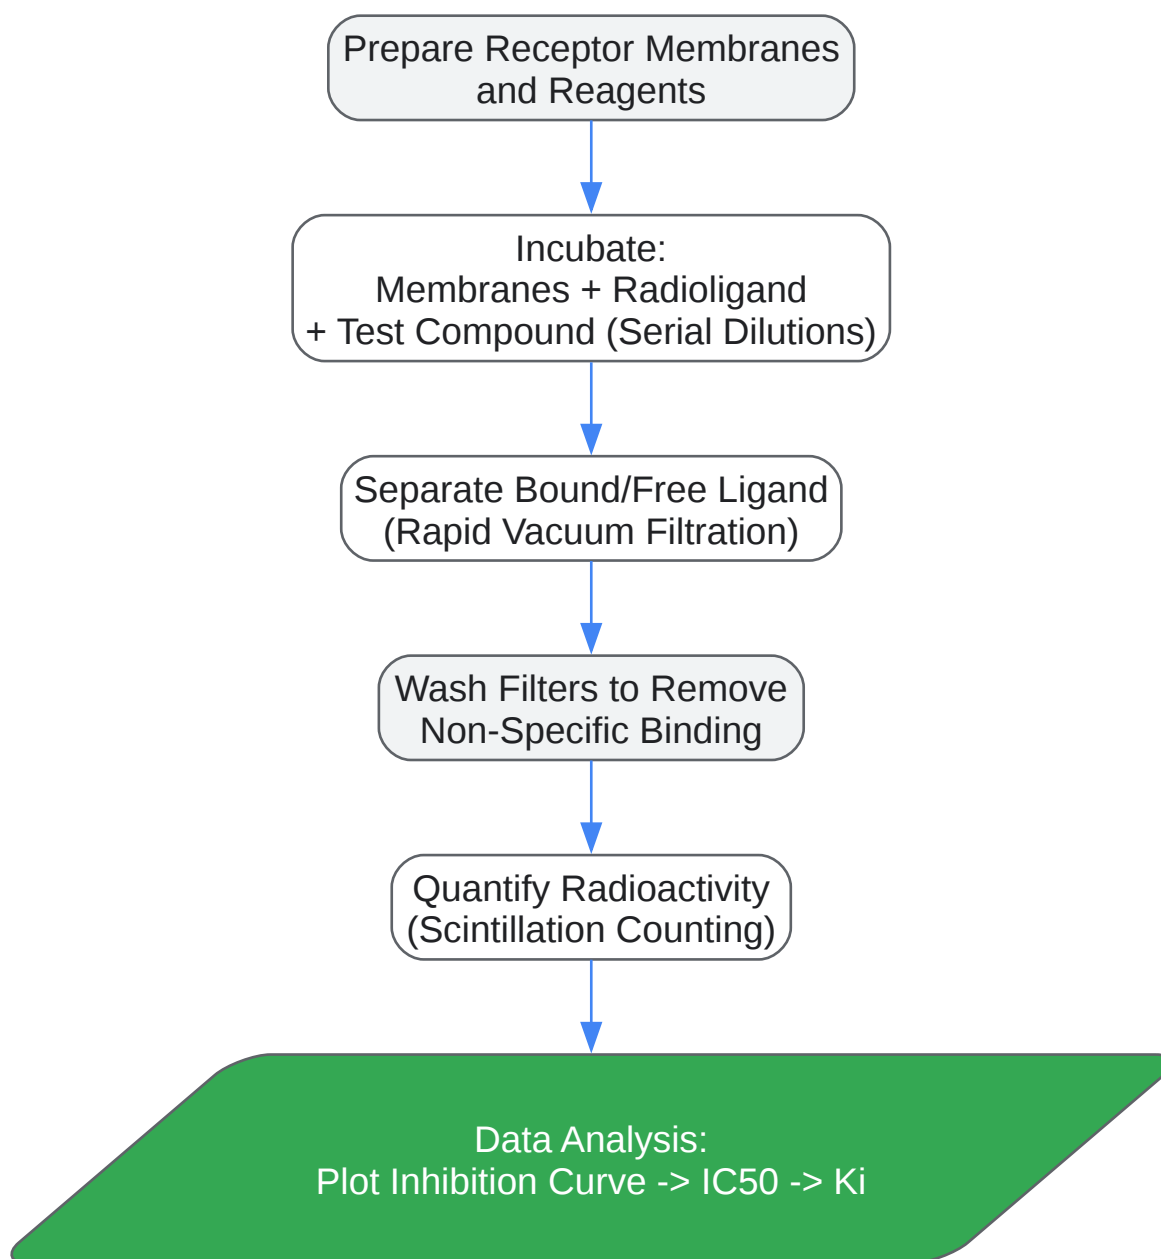 Prepare Receptor Membranes
and Reagents
Incubate:
Membranes + Radioligand
+ Test Compound (Serial Dilutions)
Separate Bound/Free Ligand
(Rapid Vacuum Filtration)
Wash Filters to Remove
Non-Specific Binding
Quantify Radioactivity
(Scintillation Counting)
Data Analysis:
Plot Inhibition Curve -> IC50 -> Ki